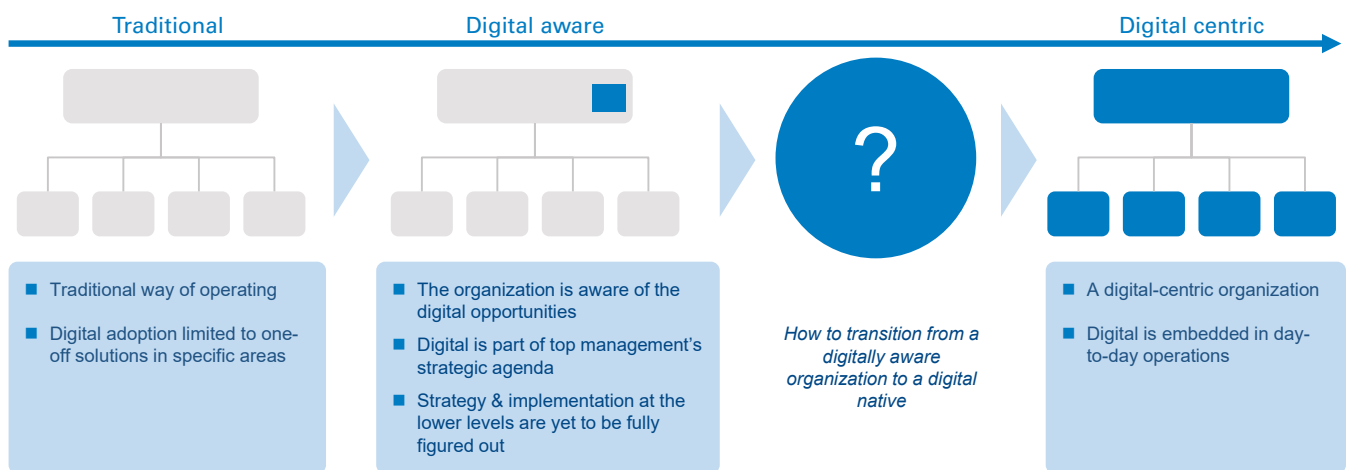 Traditional
Digital aware
Digital centric
?
■ Traditional way of operating
■ Digital adoption limited to one-
off solutions in specific areas
■ The organization is aware of the
digital opportunities
■ Digital is part of top management’s
strategic agenda
■ Strategy & implementation at the
lower levels are yet to be fully
figured out
How to transition from a
digitally aware
organization to a digital
native
■ A digital-centric organization
■ Digital is embedded in day-
to-day operations